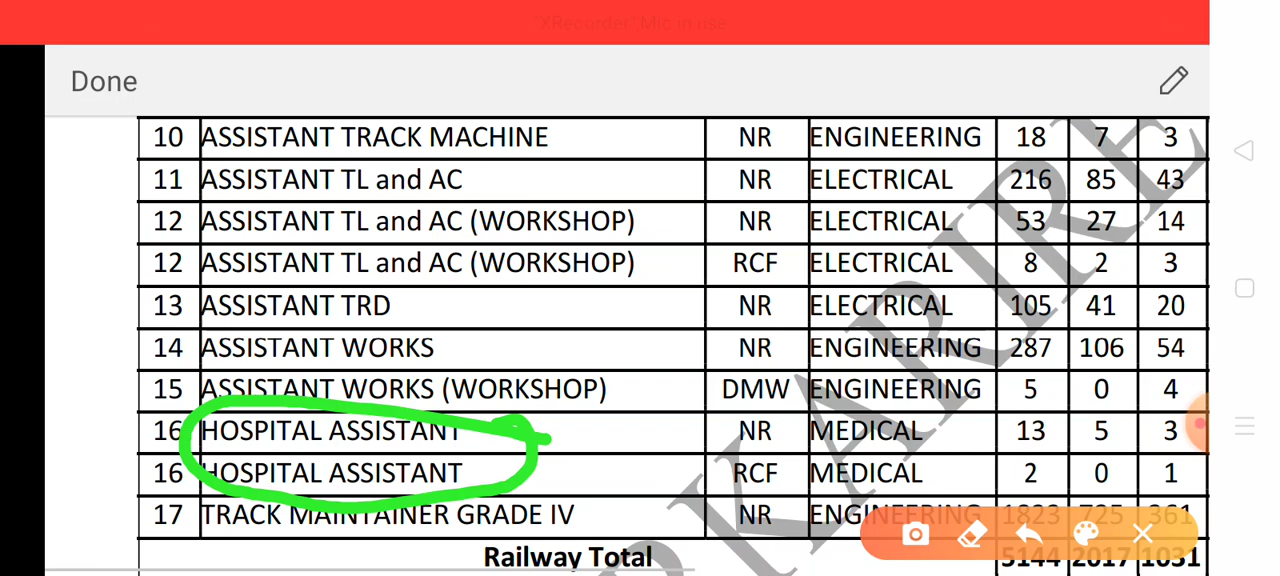 "XRecorder",Mic in use
Done
10 ASSISTANT TRACK MACHINE NR ENGINEERING 18 7 3
11 ASSISTANT TL and AC NR ELECTRICAL 216 85 43
12 ASSISTANT TL and AC (WORKSHOP) NR ELECTRICAL 53 27 14
12 ASSISTANT TL and AC (WORKSHOP) RCF ELECTRICAL 8 2 3
13 ASSISTANT TRD NR ELECTRICAL 105 41 20
14 ASSISTANT WORKS NR ENGINEERING 287 106 54
15 ASSISTANT WORKS (WORKSHOP) DMW ENGINEERING 5 0 4
16 HOSPITAL ASSISTANT NR MEDICAL 13 5 3
16 HOSPITAL ASSISTANT RCF MEDICAL 2 0 1
17 TRACK MAINTAINER GRADE IV NR ENGINEERING 1823 725 361
Railway Total 5144 2017 1031